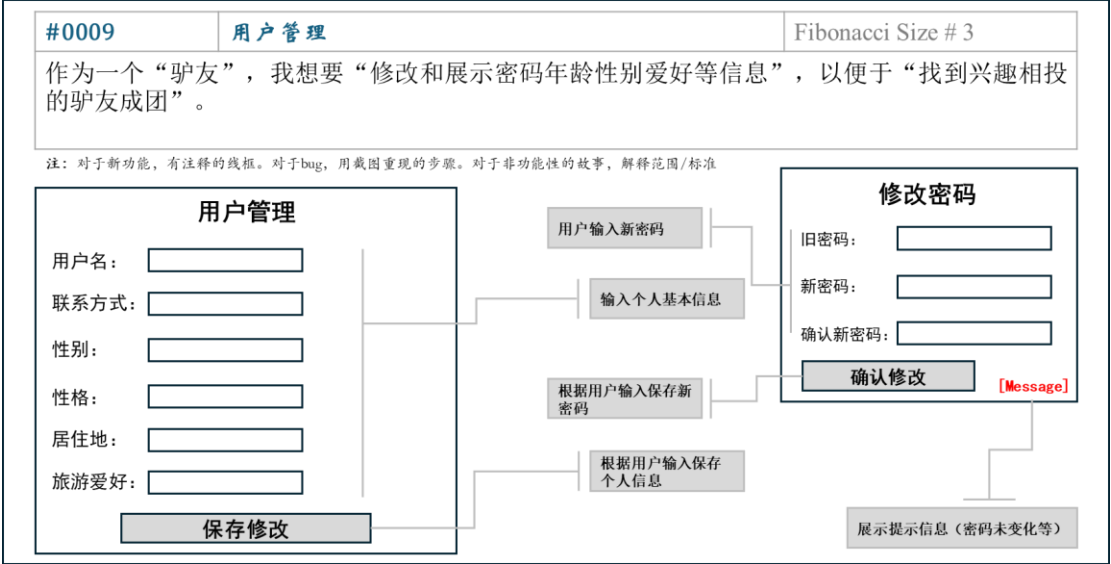 #0009 用户管理 Fibonacci Size # 3
作为一个“驴友”，我想要“修改和展示密码年龄性别爱好等信息”，以便于“找到兴趣相投
的驴友成团”。
注：对于新功能，有注释的线框。对于bug，用截图重现的步骤。对于非功能性的故事，解释范围/标准
用户管理
用户名：
联系方式：
性别：
性格：
居住地：
旅游爱好：
保存修改
用户输入新密码
输入个人基本信息
根据用户输入保存新
密码
根据用户输入保存
个人信息
修改密码
旧密码：
新密码：
确认新密码：
确认修改
[Message]
展示提示信息（密码未变化等）